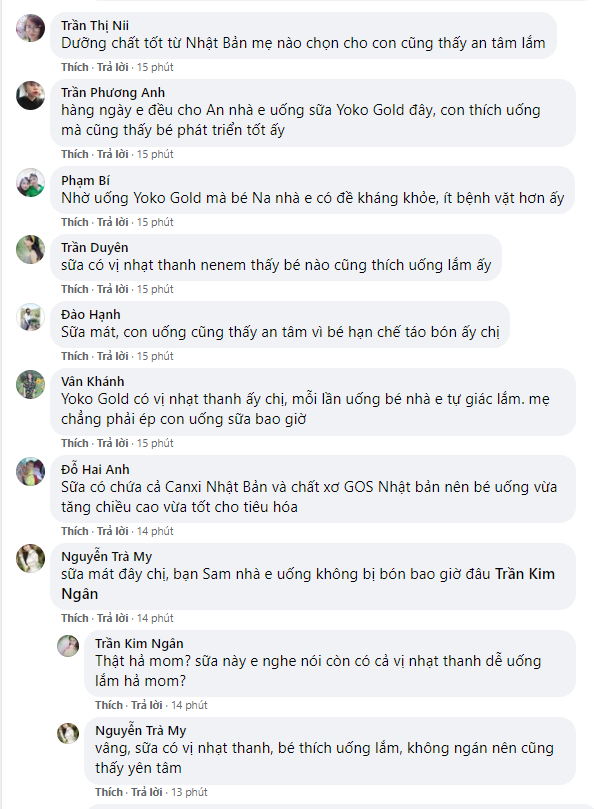 Trần Thị Nii
Dưỡng chất tốt từ Nhật Bản mẹ nào chọn cho con cũng thấy an tâm lắm
Thích · Trả lời · 15 phút
Trần Phương Anh
hàng ngày e đều cho An nhà e uống sữa Yoko Gold đây, con thích uống
mà cũng thấy bé phát triển tốt ấy
Thích · Trả lời · 15 phút
Phạm Bí
Nhờ uống Yoko Gold mà bé Na nhà e có đề kháng khỏe, ít bệnh vặt hơn ấy
Thích · Trả lời · 15 phút
Trần Duyên
sữa có vị nhạt thanh nenem thấy bé nào cũng thích uống lắm ấy
Thích · Trả lời · 15 phút
Đào Hạnh
Sữa mát, con uống cũng thấy an tâm vì bé hạn chế táo bón ấy chị
Thích · Trả lời · 15 phút
Vân Khánh
Yoko Gold có vị nhạt thanh ấy chị, mỗi lần uống bé nhà e tự giác lắm. mẹ
chẳng phải ép con uống sữa bao giờ
Thích · Trả lời · 15 phút
Đỗ Hai Anh
Sữa có chứa cả Canxi Nhật Bản và chất xơ GOS Nhật bản nên bé uống vừa
tăng chiều cao vừa tốt cho tiêu hóa
Thích · Trả lời · 14 phút
Nguyễn Trà My
sữa mát đây chị, bạn Sam nhà e uống không bị bón bao giờ đâu Trần Kim
Ngân
Thích · Trả lời · 14 phút
Trần Kim Ngân
Thật hả mom? sữa này e nghe nói còn có cả vị nhạt thanh dễ uống
lắm hả mom?
Thích · Trả lời · 14 phút
Nguyễn Trà My
vâng, sữa có vị nhạt thanh, bé thích uống lắm, không ngán nên cũng
thấy yên tâm
Thích · Trả lời · 13 phút